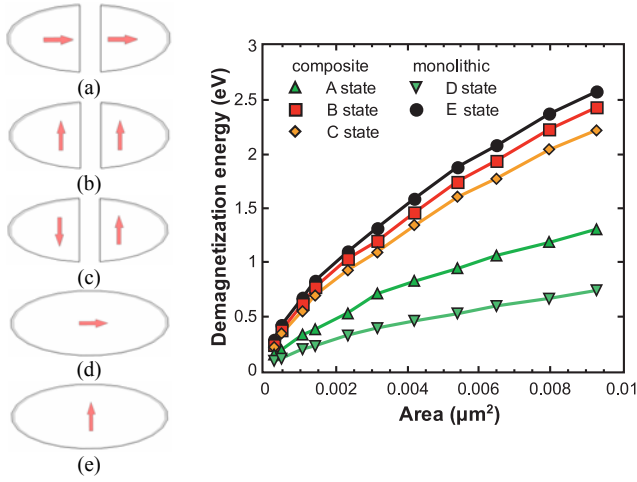 (a)
(b)
(c)
(d)
(e)
Demagnetization energy (eV)
3
2.5
2
1.5
1
0.5
0
composite monolithic
A state D state
B state E state
C state
0 0.002 0.004 0.006 0.008 0.01
Area (µm²)